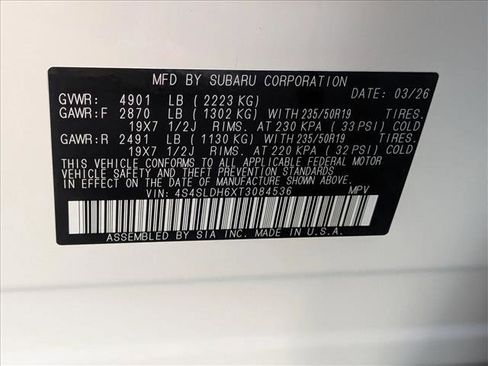 MFD BY SUBARU CORPORATION
GVWR: 4901 LB ( 2223 KG) DATE: 03/26
GAWR:F 2870 LB ( 1302 KG) WITH 235/50R19 TIRES.
19X7 1/2J RIMS. AT 230 KPA ( 33 PSI) COLD
GAWR:R 2491 LB ( 1130 KG) WITH 235/50R19 TIRES.
19X7 1/2J RIMS. AT 220 KPA ( 32 PSI) COLD
THIS VEHICLE CONFORMS TO ALL APPLICABLE FEDERAL MOTOR
VEHICLE SAFETY AND THEFT PREVENTION STANDARDS IN EFFECT
ON THE DATE OF MANUFACTURE SHOWN ABOVE.
VIN: 4S4SLDH6XT3084536 MPV
ASSEMBLED BY SIA INC. MADE IN U.S.A.